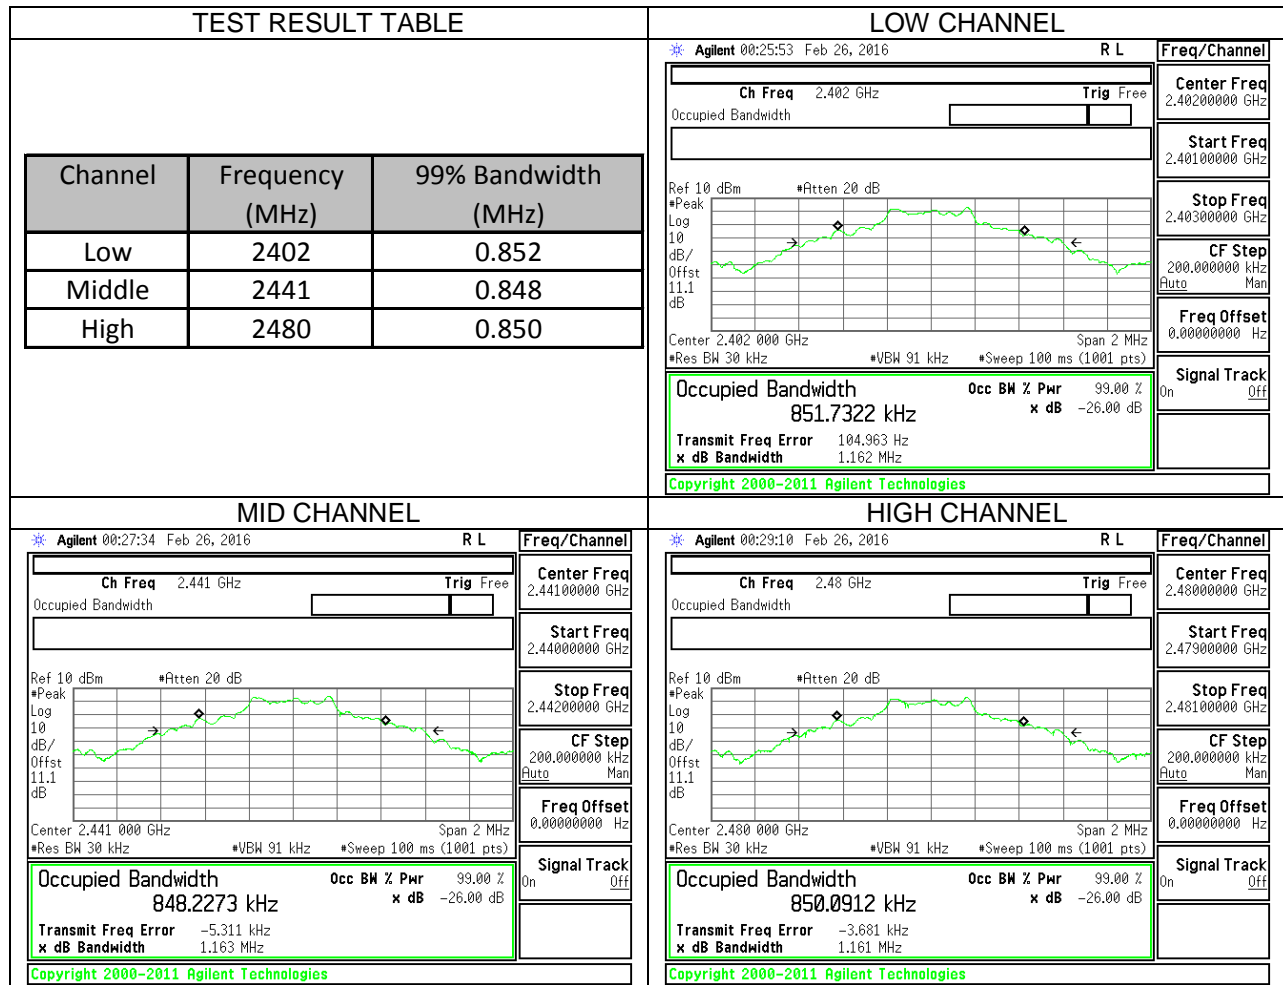 TEST RESULT TABLE
Channel Frequency (MHz) 99% Bandwidth (MHz)
Low 2402 0.852
Middle 2441 0.848
High 2480 0.850
LOW CHANNEL
Agilent 00:25:53 Feb 26, 2016 R L
Ch Freq 2.402 GHz Trig Free
Occupied Bandwidth
Ref 10 dBm #Atten 20 dB
#Peak
Log
10
dB/
Offst
11.1
dB
Center 2.402 000 GHz Span 2 MHz
#Res BW 30 kHz #VBW 91 kHz #Sweep 100 ms (1001 pts)
Occupied Bandwidth Occ BW % Pwr 99.00 %
851.7322 kHz x dB -26.00 dB
Transmit Freq Error 104.963 Hz
x dB Bandwidth 1.162 MHz
Copyright 2000-2011 Agilent Technologies
Freq/Channel
Center Freq
2.40200000 GHz
Start Freq
2.40100000 GHz
Stop Freq
2.40300000 GHz
CF Step
200.000000 kHz
Auto Man
Freq Offset
0.00000000 Hz
Signal Track
On Off
MID CHANNEL
Agilent 00:27:34 Feb 26, 2016 R L
Ch Freq 2.441 GHz Trig Free
Occupied Bandwidth
Ref 10 dBm #Atten 20 dB
#Peak
Log
10
dB/
Offst
11.1
dB
Center 2.441 000 GHz Span 2 MHz
#Res BW 30 kHz #VBW 91 kHz #Sweep 100 ms (1001 pts)
Occupied Bandwidth Occ BW % Pwr 99.00 %
848.2273 kHz x dB -26.00 dB
Transmit Freq Error -5.311 kHz
x dB Bandwidth 1.163 MHz
Copyright 2000-2011 Agilent Technologies
Freq/Channel
Center Freq
2.44100000 GHz
Start Freq
2.44000000 GHz
Stop Freq
2.44200000 GHz
CF Step
200.000000 kHz
Auto Man
Freq Offset
0.00000000 Hz
Signal Track
On Off
HIGH CHANNEL
Agilent 00:29:10 Feb 26, 2016 R L
Ch Freq 2.48 GHz Trig Free
Occupied Bandwidth
Ref 10 dBm #Atten 20 dB
#Peak
Log
10
dB/
Offst
11.1
dB
Center 2.480 000 GHz Span 2 MHz
#Res BW 30 kHz #VBW 91 kHz #Sweep 100 ms (1001 pts)
Occupied Bandwidth Occ BW % Pwr 99.00 %
850.0912 kHz x dB -26.00 dB
Transmit Freq Error -3.681 kHz
x dB Bandwidth 1.161 MHz
Copyright 2000-2011 Agilent Technologies
Freq/Channel
Center Freq
2.48000000 GHz
Start Freq
2.47900000 GHz
Stop Freq
2.48100000 GHz
CF Step
200.000000 kHz
Auto Man
Freq Offset
0.00000000 Hz
Signal Track
On Off